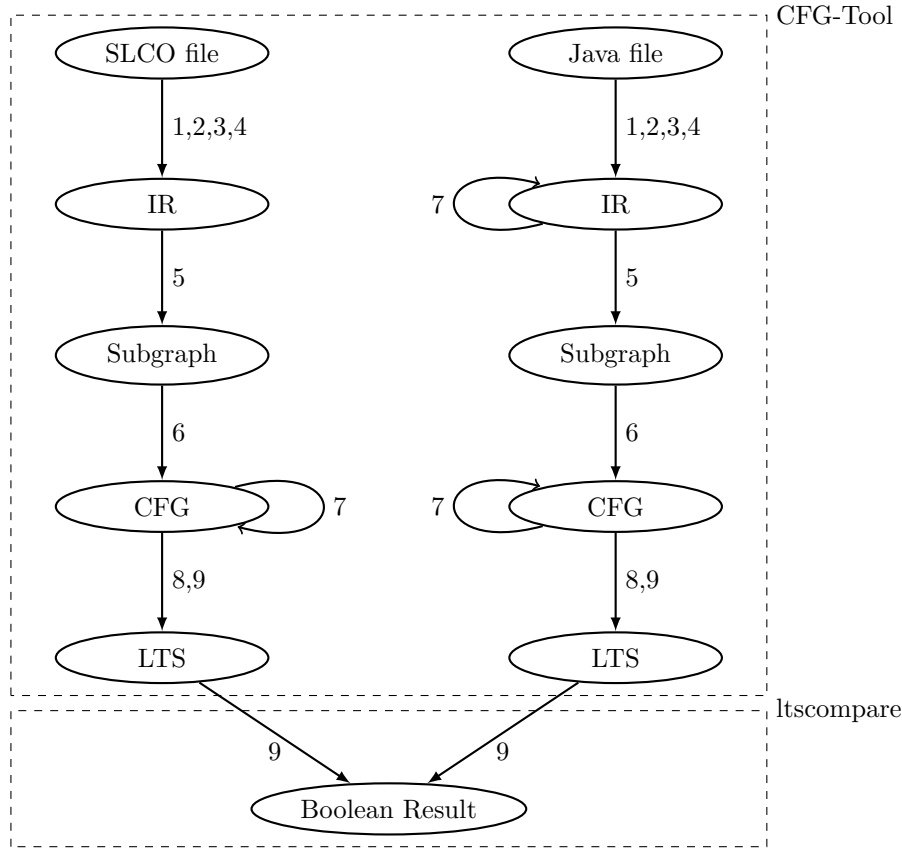 CFG-Tool
SLCO file
Java file
1,2,3,4
1,2,3,4
IR
7
IR
5
5
Subgraph
Subgraph
6
6
CFG
7
7
CFG
8,9
8,9
LTS
LTS
ltscompare
9
9
Boolean Result